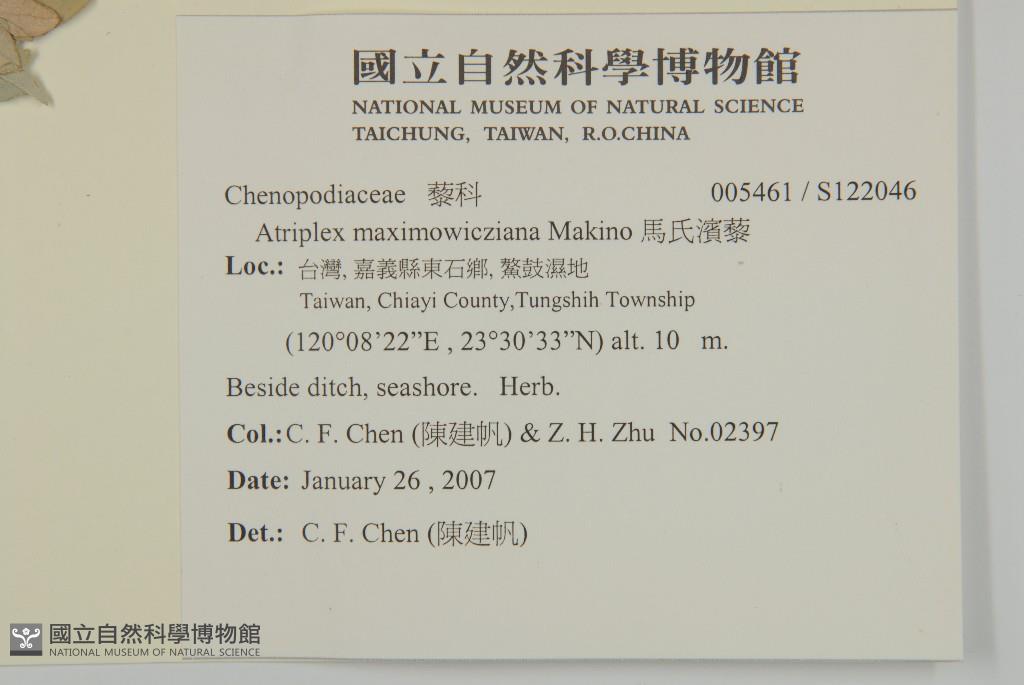 國立自然科學博物館
NATIONAL MUSEUM OF NATURAL SCIENCE
TAICHUNG, TAIWAN, R.O.CHINA
Chenopodiaceae 藜科 005461 / S122046
Atriplex maximowicziana Makino 馬氏濱藜
Loc.: 台灣, 嘉義縣東石鄉, 鰲鼓濕地
Taiwan, Chiayi County,Tungshih Township
(120°08’22”E , 23°30’33”N) alt. 10 m.
Beside ditch, seashore. Herb.
Col.: C. F. Chen (陳建帆) & Z. H. Zhu No.02397
Date: January 26 , 2007
Det.: C. F. Chen (陳建帆)
國立自然科學博物館
NATIONAL MUSEUM OF NATURAL SCIENCE